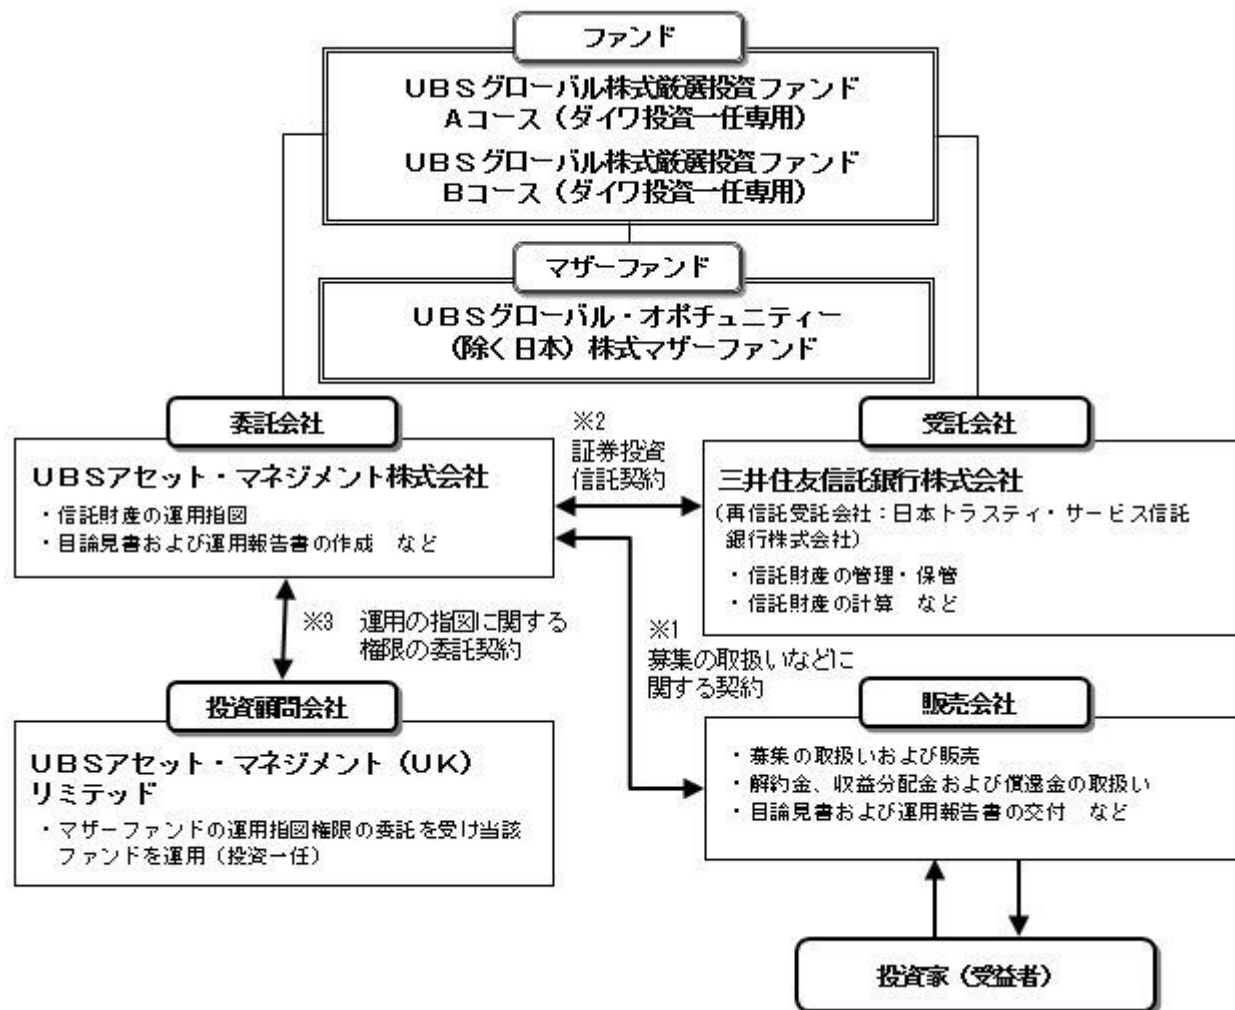 ファンド
UBSグローバル株式厳選投資ファンド
Aコース(ダイワ投資一任専用)
UBSグローバル株式厳選投資ファンド
Bコース(ダイワ投資一任専用)
マザーファンド
UBSグローバル・オポチュニティー
(除く日本)株式マザーファンド
委託会社
UBSアセット・マネジメント株式会社
・信託財産の運用指図
・目論見書および運用報告書の作成 など
※2
証券投資
信託契約
受託会社
三井住友信託銀行株式会社
(再信託受託会社:日本トラスティ・サービス信託
銀行株式会社)
・信託財産の管理・保管
・信託財産の計算 など
※3 運用の指図に関する
権限の委託契約
※1
募集の取扱いなどに
関する契約
投資顧問会社
UBSアセット・マネジメント(UK)
リミテッド
・マザーファンドの運用指図権限の委託を受け当該
ファンドを運用(投資一任)
販売会社
・募集の取扱いおよび販売
・解約金、収益分配金および償還金の取扱い
・目論見書および運用報告書の交付 など
投資家(受益者)